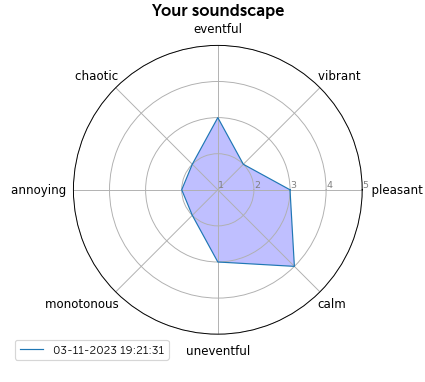 Your soundscape
eventful
chaotic
vibrant
annoying
1 2 3 4 5
pleasant
monotonous
calm
uneventful
03-11-2023 19:21:31